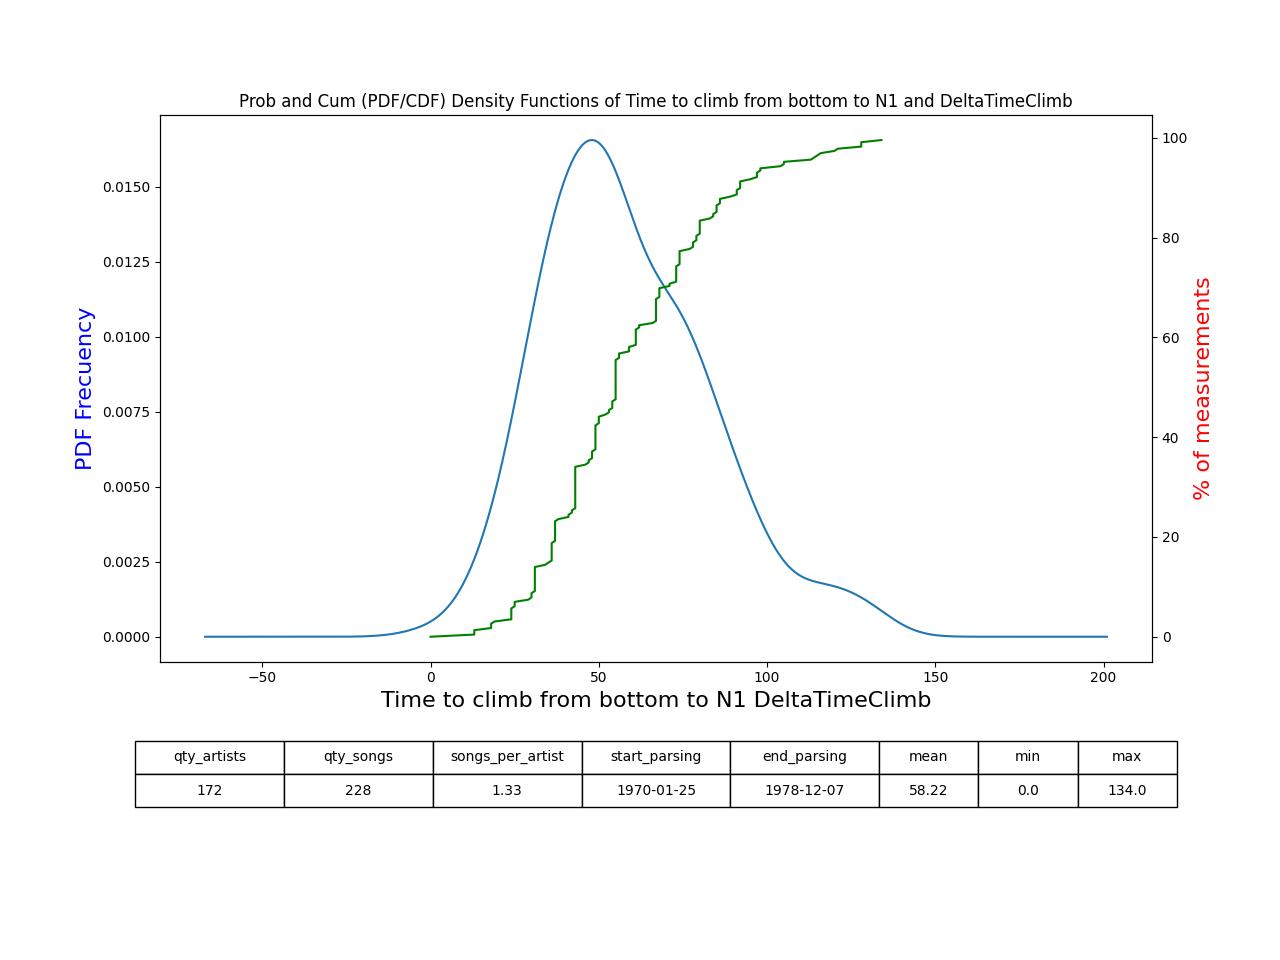 Prob and Cum (PDF/CDF) Density Functions of Time to climb from bottom to N1 and DeltaTimeClimb
PDF Frecuency
0.0150
0.0125
0.0100
0.0075
0.0050
0.0025
0.0000
100
80
60
40
20
0
% of measurements
−50 0 50 100 150 200
Time to climb from bottom to N1 DeltaTimeClimb
qty_artists qty_songs songs_per_artist start_parsing end_parsing mean min max
172 228 1.33 1970-01-25 1978-12-07 58.22 0.0 134.0